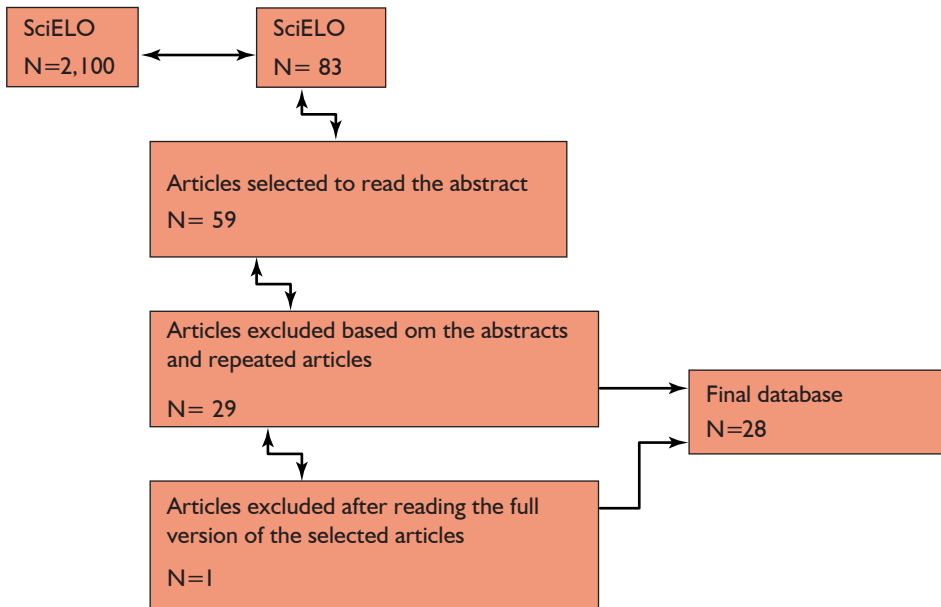 SciELO
N=2,100
SciELO
N= 83
Articles selected to read the abstract
N= 59
Articles excluded based om the abstracts
and repeated articles
N= 29
Final database
N=28
Articles excluded after reading the full
version of the selected articles
N=1